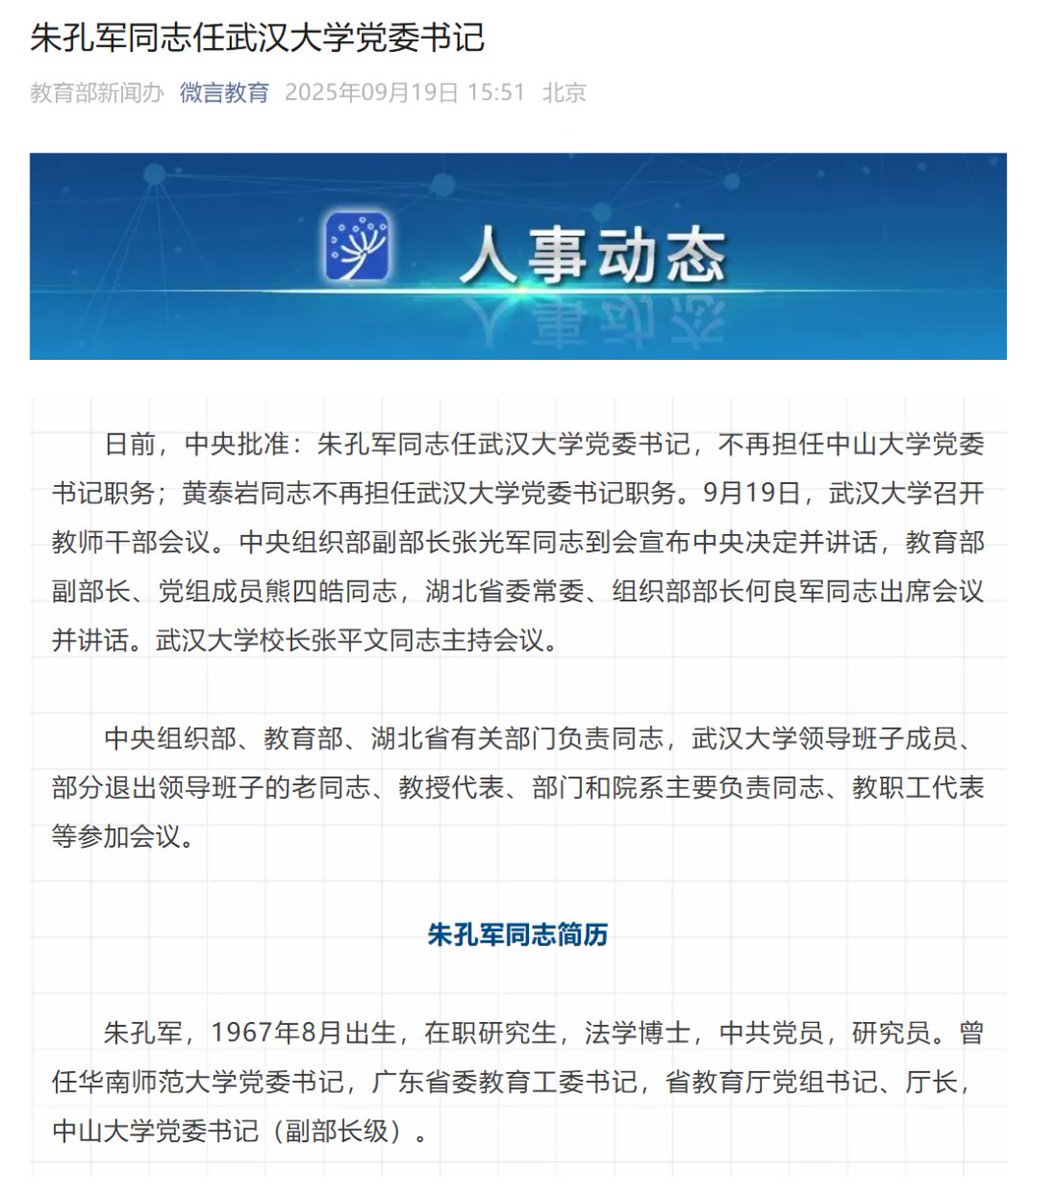 朱孔军同志任武汉大学党委书记
教育部新闻办 微言教育 2025年09月19日 15:51 北京
人事动态
日前，中央批准：朱孔军同志任武汉大学党委书记，不再担任中山大学党委
书记职务；黄泰岩同志不再担任武汉大学党委书记职务。9月19日，武汉大学召开
教师干部会议。中央组织部副部长张光军同志到会宣布中央决定并讲话，教育部
副部长、党组成员熊四皓同志，湖北省委常委、组织部部长何良军同志出席会议
并讲话。武汉大学校长张平文同志主持会议。
中央组织部、教育部、湖北省有关部门负责同志，武汉大学领导班子成员、
部分退出领导班子的老同志、教授代表、部门和院系主要负责同志、教职工代表
等参加会议。
朱孔军同志简历
朱孔军，1967年8月出生，在职研究生，法学博士，中共党员，研究员。曾
任华南师范大学党委书记，广东省委教育工委书记，省教育厅党组书记、厅长，
中山大学党委书记（副部长级）。